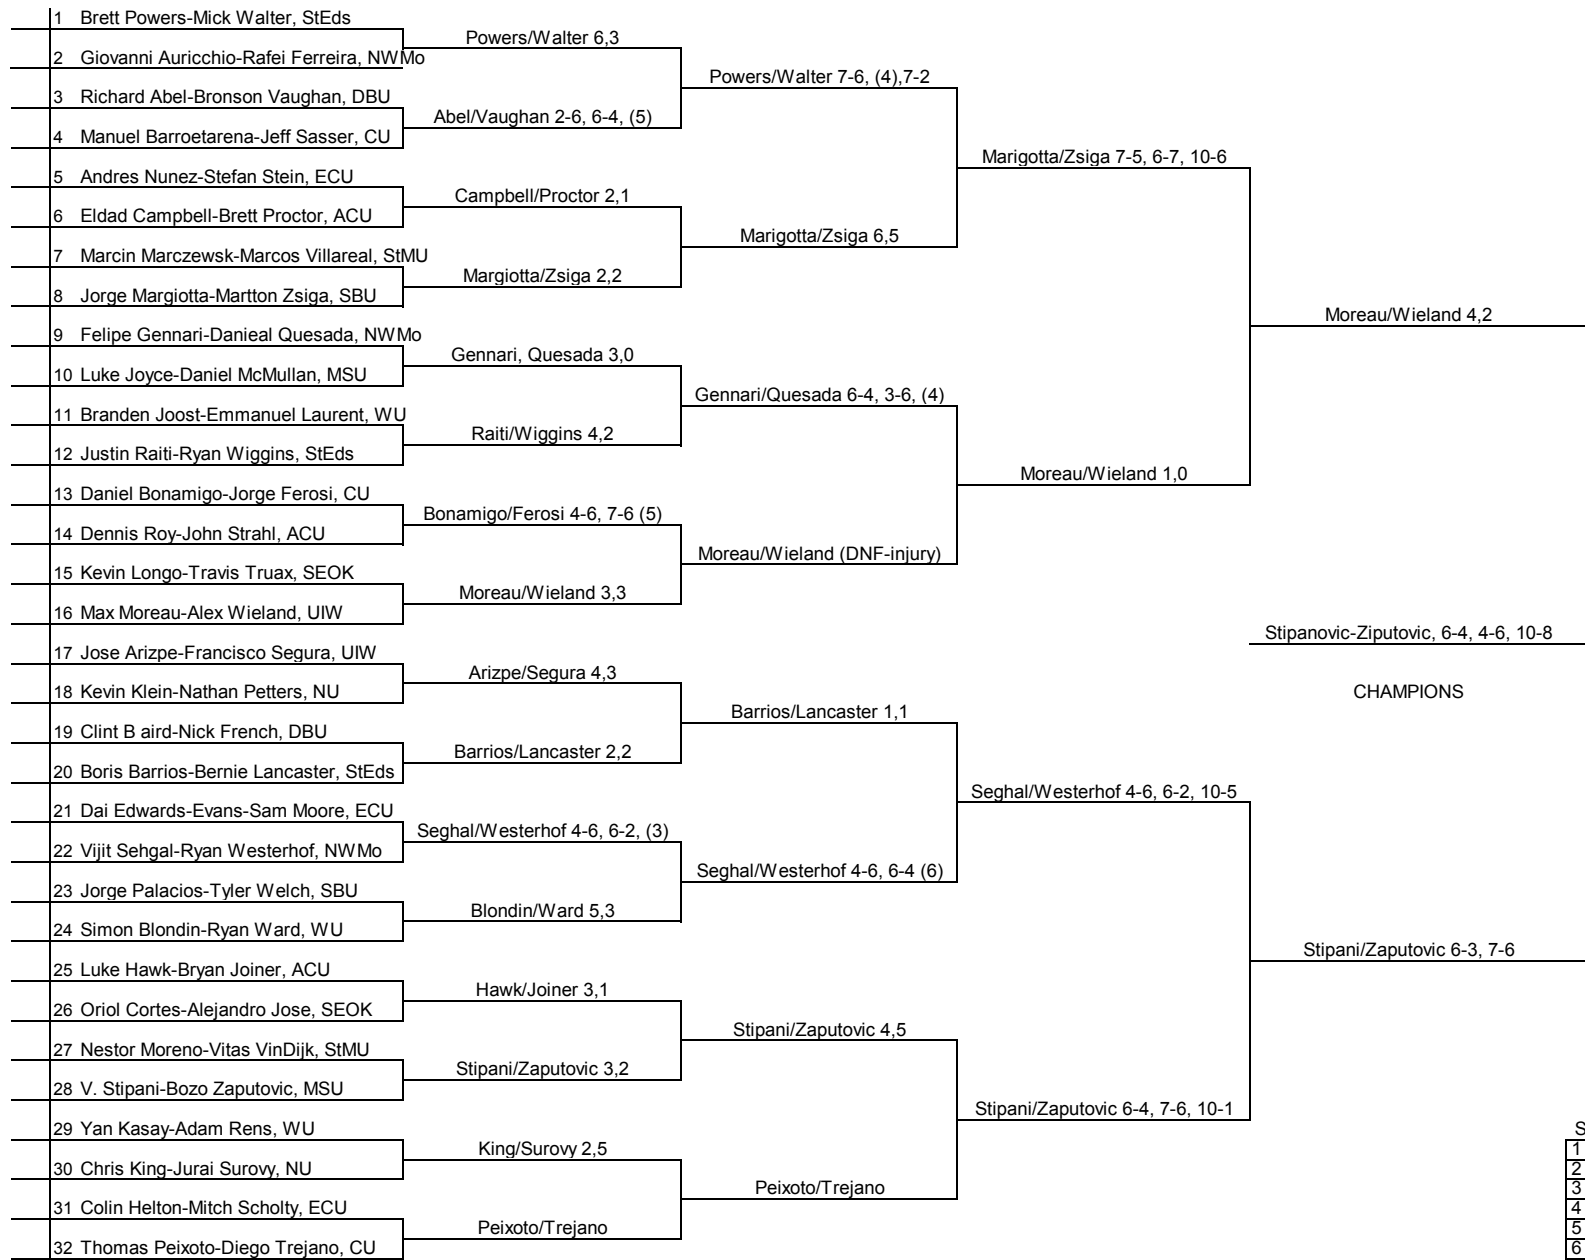 1 Brett Powers-Mick Walter, StEds
Powers/Walter 6,3
2 Giovanni Auricchio-Rafei Ferreira, NWMo
Powers/Walter 7-6, (4),7-2
3 Richard Abel-Bronson Vaughan, DBU
Abel/Vaughan 2-6, 6-4, (5)
4 Manuel Barroetarena-Jeff Sasser, CU
Marigotta/Zsiga 7-5, 6-7, 10-6
5 Andres Nunez-Stefan Stein, ECU
Campbell/Proctor 2,1
6 Eldad Campbell-Brett Proctor, ACU
Marigotta/Zsiga 6,5
7 Marcin Marczewsk-Marcos Villareal, StMU
Margiotta/Zsiga 2,2
8 Jorge Margiotta-Martton Zsiga, SBU
Moreau/Wieland 4,2
9 Felipe Gennari-Danieal Quesada, NWMo
Gennari, Quesada 3,0
10 Luke Joyce-Daniel McMullan, MSU
Gennari/Quesada 6-4, 3-6, (4)
11 Branden Joost-Emmanuel Laurent, WU
Raiti/Wiggins 4,2
12 Justin Raiti-Ryan Wiggins, StEds
Moreau/Wieland 1,0
13 Daniel Bonamigo-Jorge Ferosi, CU
Bonamigo/Ferosi 4-6, 7-6 (5)
14 Dennis Roy-John Strahl, ACU
Moreau/Wieland (DNF-injury)
15 Kevin Longo-Travis Truax, SEOK
Moreau/Wieland 3,3
16 Max Moreau-Alex Wieland, UIW
Stipanovic-Ziputovic, 6-4, 4-6, 10-8
17 Jose Arizpe-Francisco Segura, UIW
Arizpe/Segura 4,3
18 Kevin Klein-Nathan Petters, NU
CHAMPIONS
Barrios/Lancaster 1,1
19 Clint B aird-Nick French, DBU
Barrios/Lancaster 2,2
20 Boris Barrios-Bernie Lancaster, StEds
Seghal/Westerhof 4-6, 6-2, 10-5
21 Dai Edwards-Evans-Sam Moore, ECU
Seghal/Westerhof 4-6, 6-2, (3)
22 Vijit Sehgal-Ryan Westerhof, NWMo
Seghal/Westerhof 4-6, 6-4 (6)
23 Jorge Palacios-Tyler Welch, SBU
Blondin/Ward 5,3
24 Simon Blondin-Ryan Ward, WU
Stipani/Zaputovic 6-3, 7-6
25 Luke Hawk-Bryan Joiner, ACU
Hawk/Joiner 3,1
26 Oriol Cortes-Alejandro Jose, SEOK
Stipani/Zaputovic 4,5
27 Nestor Moreno-Vitas VinDijk, StMU
Stipani/Zaputovic 3,2
28 V. Stipani-Bozo Zaputovic, MSU
Stipani/Zaputovic 6-4, 7-6, 10-1
29 Yan Kasay-Adam Rens, WU
S
King/Surovy 2,5
1
30 Chris King-Jurai Surovy, NU
2
Peixoto/Trejano
3
31 Colin Helton-Mitch Scholty, ECU
4
Peixoto/Trejano
5
32 Thomas Peixoto-Diego Trejano, CU
6